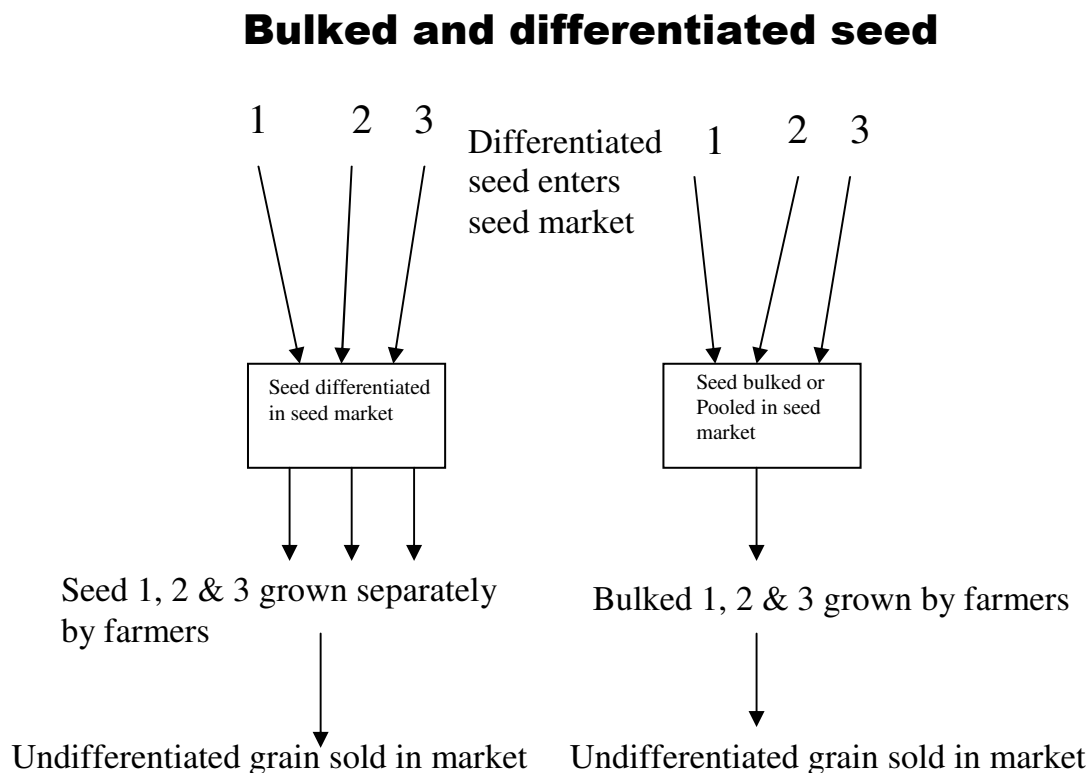 Bulked and differentiated seed
1 2 3
Differentiated
seed enters
seed market
1 2 3
Seed differentiated
in seed market
Seed bulked or
Pooled in seed
market
Seed 1, 2 & 3 grown separately
by farmers
Bulked 1, 2 & 3 grown by farmers
Undifferentiated grain sold in market
Undifferentiated grain sold in market